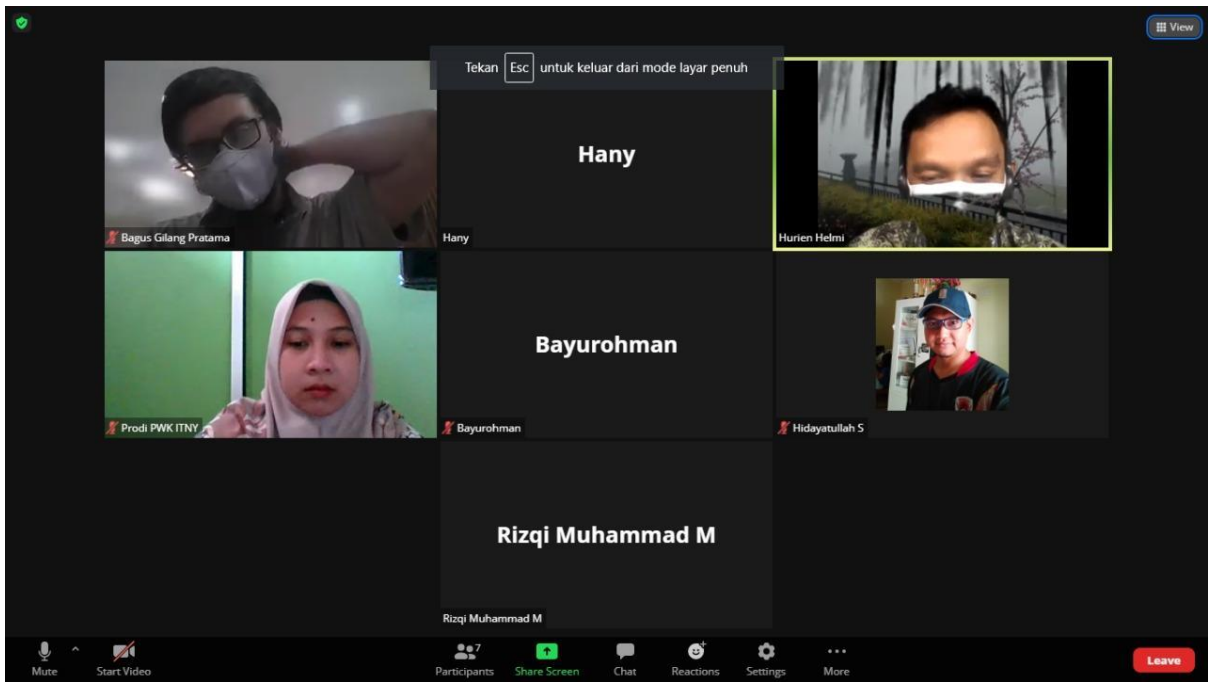 View
Tekan Esc untuk keluar dari mode layar penuh
Bagus Gilang Pratama
Hany
Hany
Hurien Helmi
Prodi PWK ITNY
Bayurohman
Bayurohman
Hidayatullah S
Rizqi Muhammad M
Rizqi Muhammad M
Mute
Start Video
7
Participants
Share Screen
Chat
Reactions
Settings
More
Leave